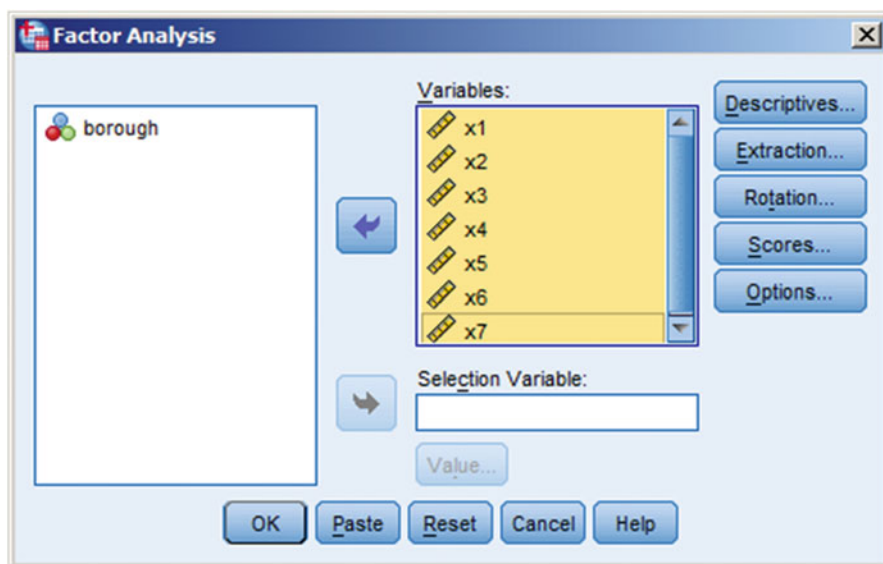 Factor Analysis
borough
Variables:
x1
x2
x3
x4
x5
x6
x7
Descriptives...
Extraction...
Rotation...
Scores...
Options...
Selection Variable:
Value...
OK
Paste
Reset
Cancel
Help